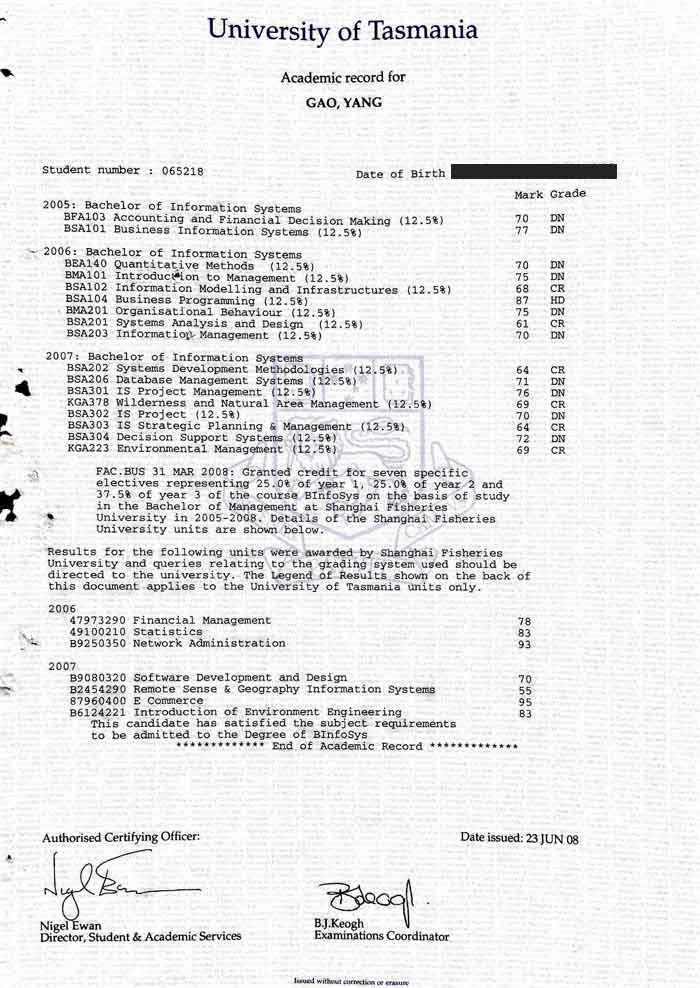 University of Tasmania
Academic record for
GAO, YANG
Student number : 065218 Date of Birth
Mark Grade
2005: Bachelor of Information Systems
BFA103 Accounting and Financial Decision Making (12.5%) 70 DN
BSA101 Business Information Systems (12.5%) 77 DN
2006: Bachelor of Information Systems
BEA140 Quantitative Methods (12.5%) 70 DN
BMA101 Introduction to Management (12.5%) 75 DN
BSA102 Information Modelling and Infrastructures (12.5%) 68 CR
BSA104 Business Programming (12.5%) 87 HD
BMA201 Organisational Behaviour (12.5%) 75 DN
BSA201 Systems Analysis and Design (12.5%) 61 CR
BSA203 Information Management (12.5%) 70 DN
2007: Bachelor of Information Systems
BSA202 Systems Development Methodologies (12.5%) 64 CR
BSA206 Database Management Systems (12.5%) 71 DN
BSA301 IS Project Management (12.5%) 76 DN
KGA378 Wilderness and Natural Area Management (12.5%) 69 CR
BSA302 IS Project (12.5%) 70 DN
BSA303 IS Strategic Planning & Management (12.5%) 64 CR
BSA304 Decision Support Systems (12.5%) 72 DN
KGA223 Environmental Management (12.5%) 69 CR
FAC.BUS 31 MAR 2008: Granted credit for seven specific
electives representing 25.0% of year 1, 25.0% of year 2 and
37.5% of year 3 of the course BInfoSys on the basis of study
in the Bachelor of Management at Shanghai Fisheries
University in 2005-2008. Details of the Shanghai Fisheries
University units are shown below.
Results for the following units were awarded by Shanghai Fisheries
University and queries relating to the grading system used should be
directed to the university. The Legend of Results shown on the back of
this document applies to the University of Tasmania units only.
2006
47973290 Financial Management 78
49100210 Statistics 83
B9250350 Network Administration 93
2007
B9080320 Software Development and Design 70
B2454290 Remote Sense & Geography Information Systems 55
87960400 E Commerce 95
B6124221 Introduction of Environment Engineering 83
This candidate has satisfied the subject requirements
to be admitted to the Degree of BInfoSys
************* End of Academic Record *************
Authorised Certifying Officer: Date issued: 23 JUN 08
Nigel Ewan
Director, Student & Academic Services
B.J.Keogh
Examinations Coordinator
Issued without correction or erasure